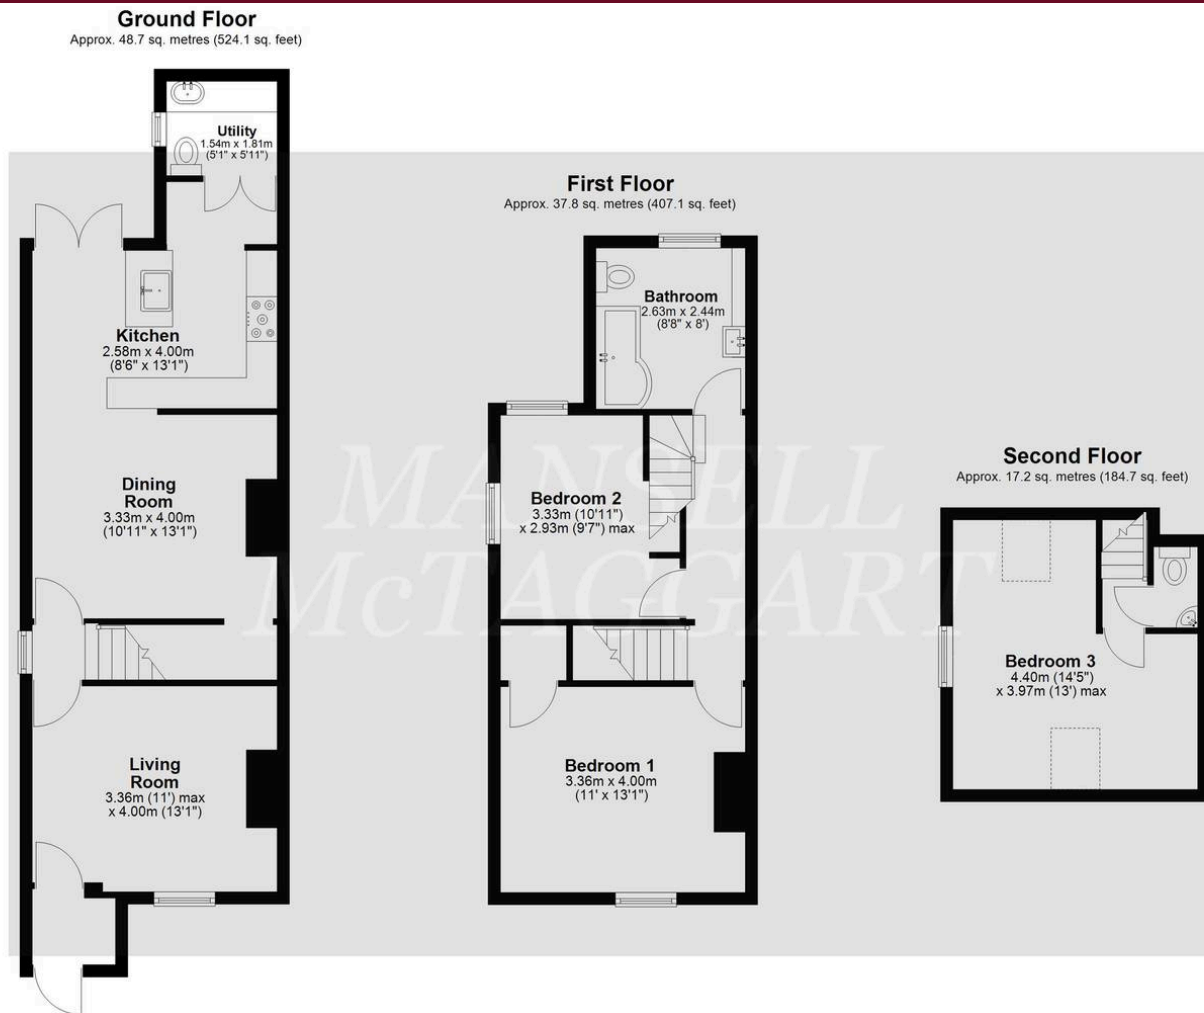 Ground Floor
Approx. 48.7 sq. metres (524.1 sq. feet)
Utility
1.54m x 1.81m
(5'1" x 5'11")
Kitchen
2.58m x 4.00m
(8'6" x 13'1")
Dining
Room
3.33m x 4.00m
(10'11" x 13'1")
Living
Room
3.36m (11') max
x 4.00m (13'1")
First Floor
Approx. 37.8 sq. metres (407.1 sq. feet)
Bathroom
2.63m x 2.44m
(8'8" x 8')
Bedroom 2
3.33m (10'11")
x 2.93m (9'7") max
Bedroom 1
3.36m x 4.00m
(11' x 13'1")
Second Floor
Approx. 17.2 sq. metres (184.7 sq. feet)
Bedroom 3
4.40m (14'5")
x 3.97m (13') max
MANSELL
McTAGGART